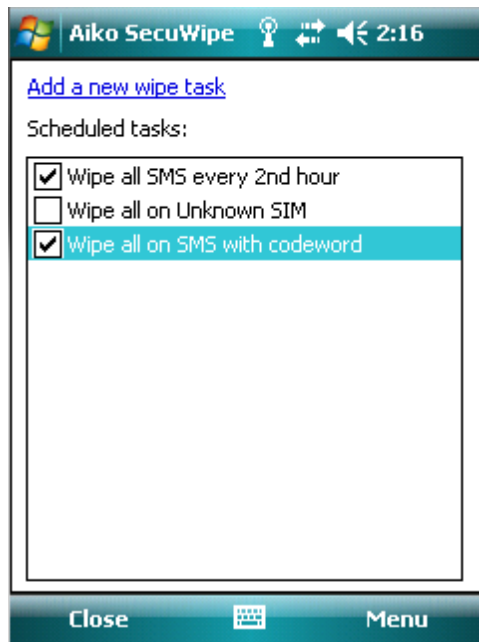 Aiko SecuWipe 2:16
Add a new wipe task
Scheduled tasks:
Wipe all SMS every 2nd hour
Wipe all on Unknown SIM
Wipe all on SMS with codeword
Close Menu